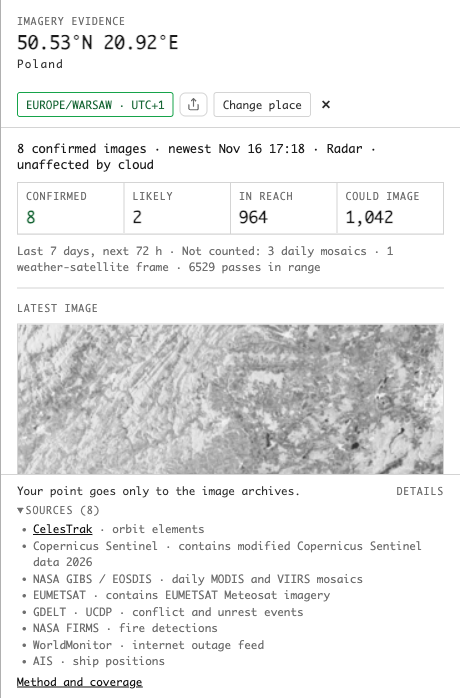 IMAGERY EVIDENCE
50.53°N 20.92°E
Poland
EUROPE/WARSAW · UTC+1
Change place
×
8 confirmed images · newest Nov 16 17:18 · Radar ·
unaffected by cloud
CONFIRMED LIKELY IN REACH COULD IMAGE
8 2 964 1,042
Last 7 days, next 72 h · Not counted: 3 daily mosaics · 1
weather-satellite frame · 6529 passes in range
LATEST IMAGE
Your point goes only to the image archives. DETAILS
▼SOURCES (8)
• CelesTrak · orbit elements
• Copernicus Sentinel · contains modified Copernicus Sentinel
data 2026
• NASA GIBS / EOSDIS · daily MODIS and VIIRS mosaics
• EUMETSAT · contains EUMETSAT Meteosat imagery
• GDELT · UCDP · conflict and unrest events
• NASA FIRMS · fire detections
• WorldMonitor · internet outage feed
• AIS · ship positions
Method and coverage